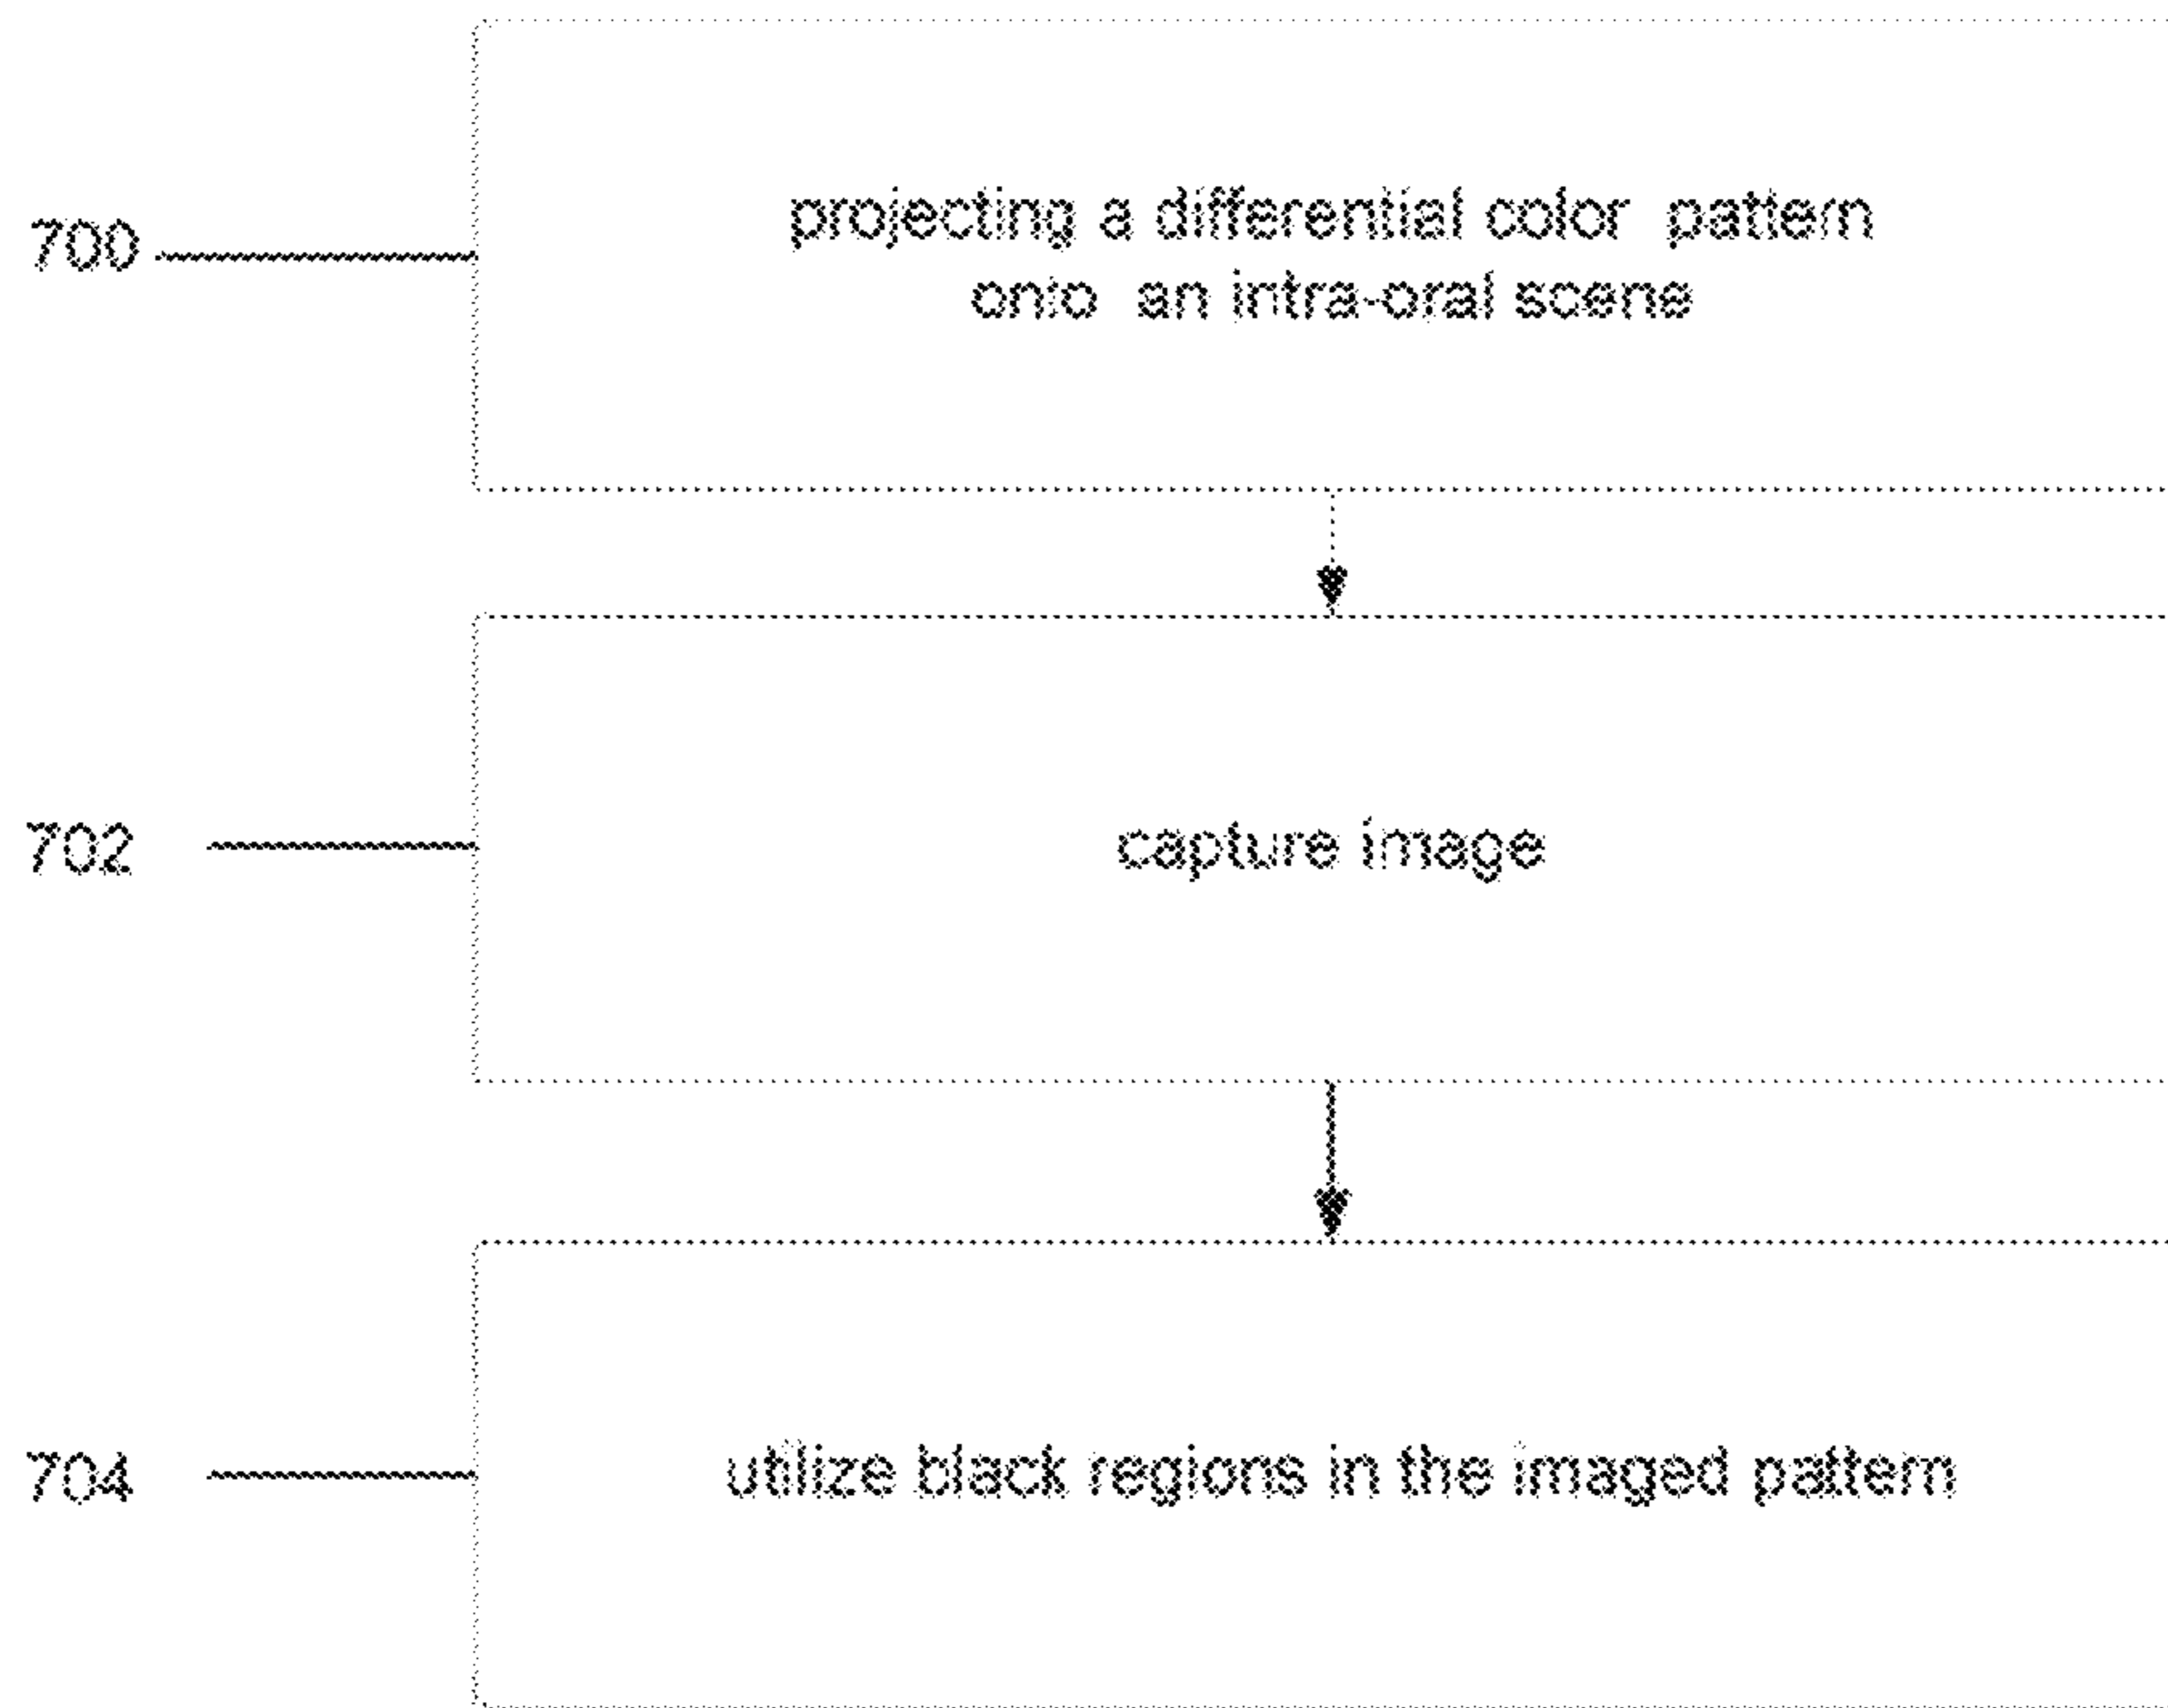 700
projecting a differential color pattern
onto an intra-oral scene
702
capture image
704
utilize black regions in the imaged pattern